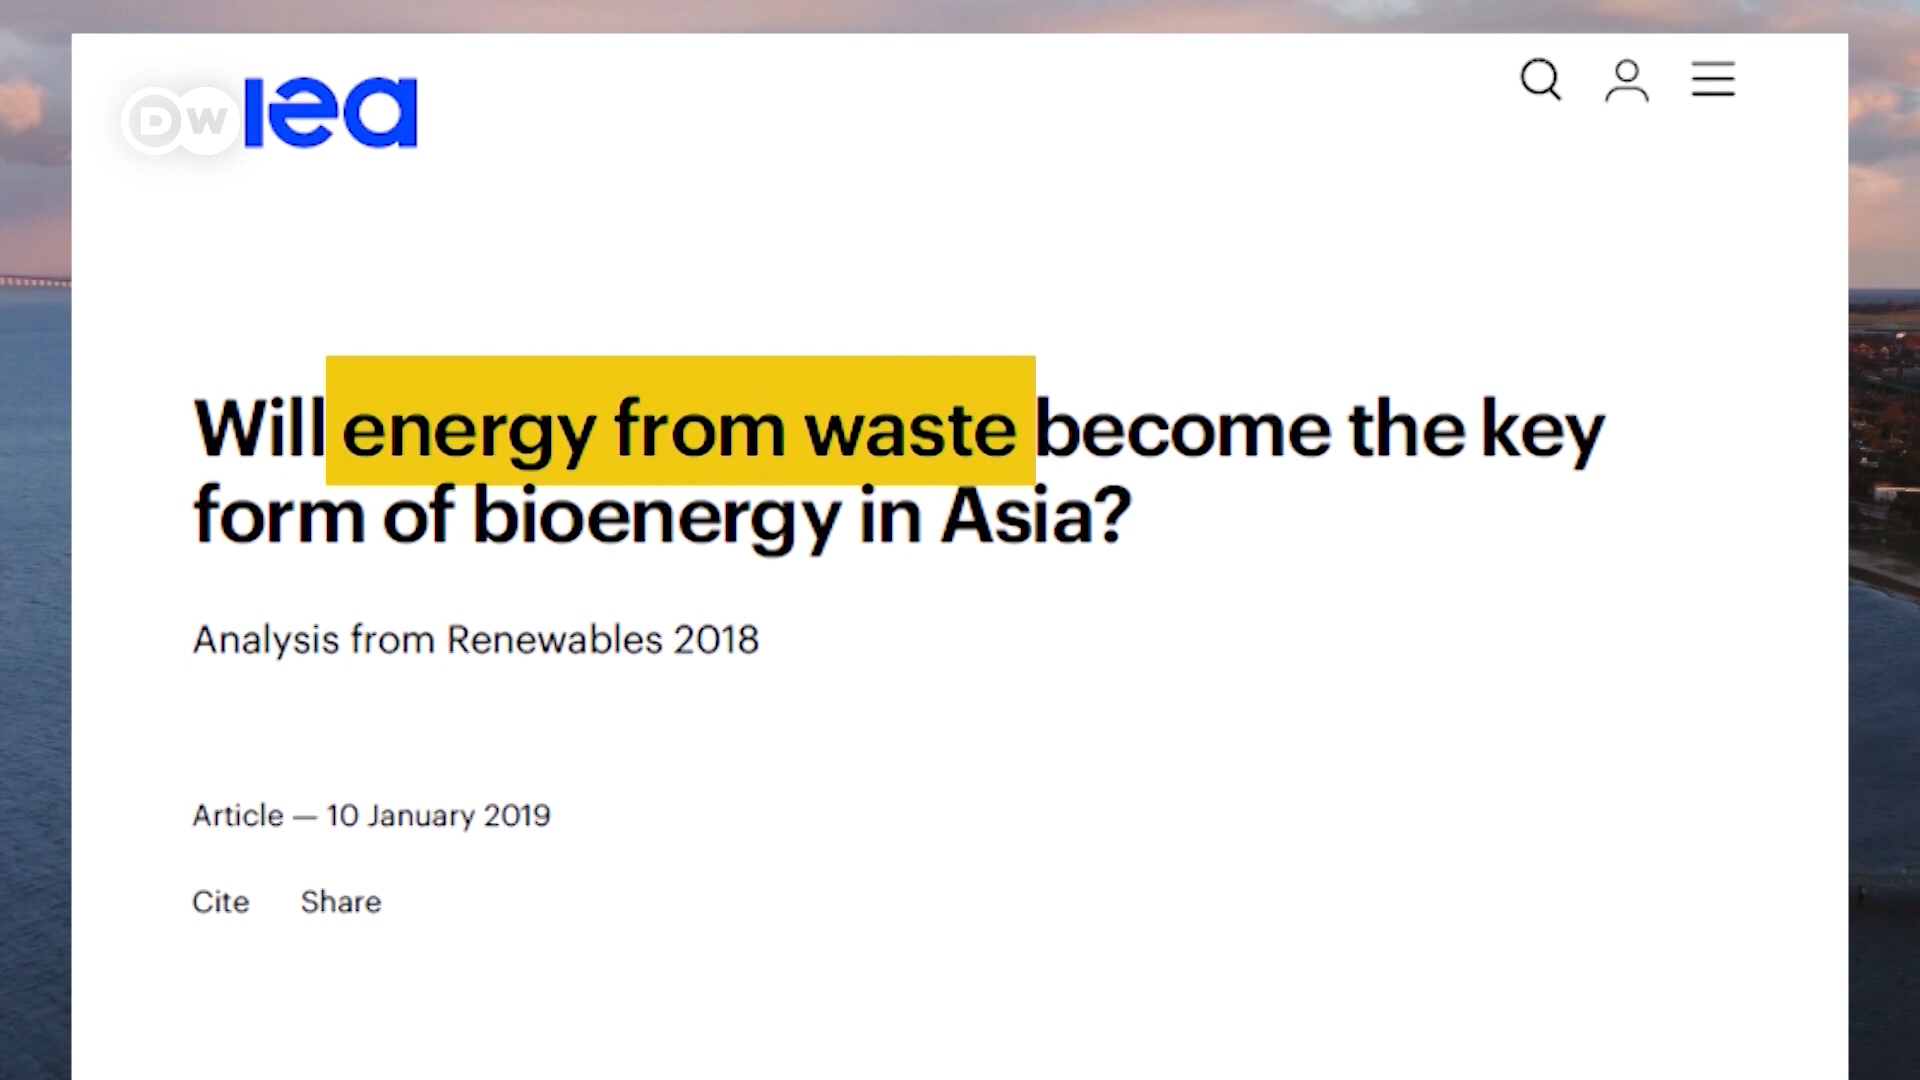 DW
iea
Will energy from waste become the key
form of bioenergy in Asia?
Analysis from Renewables 2018
Article — 10 January 2019
Cite Share